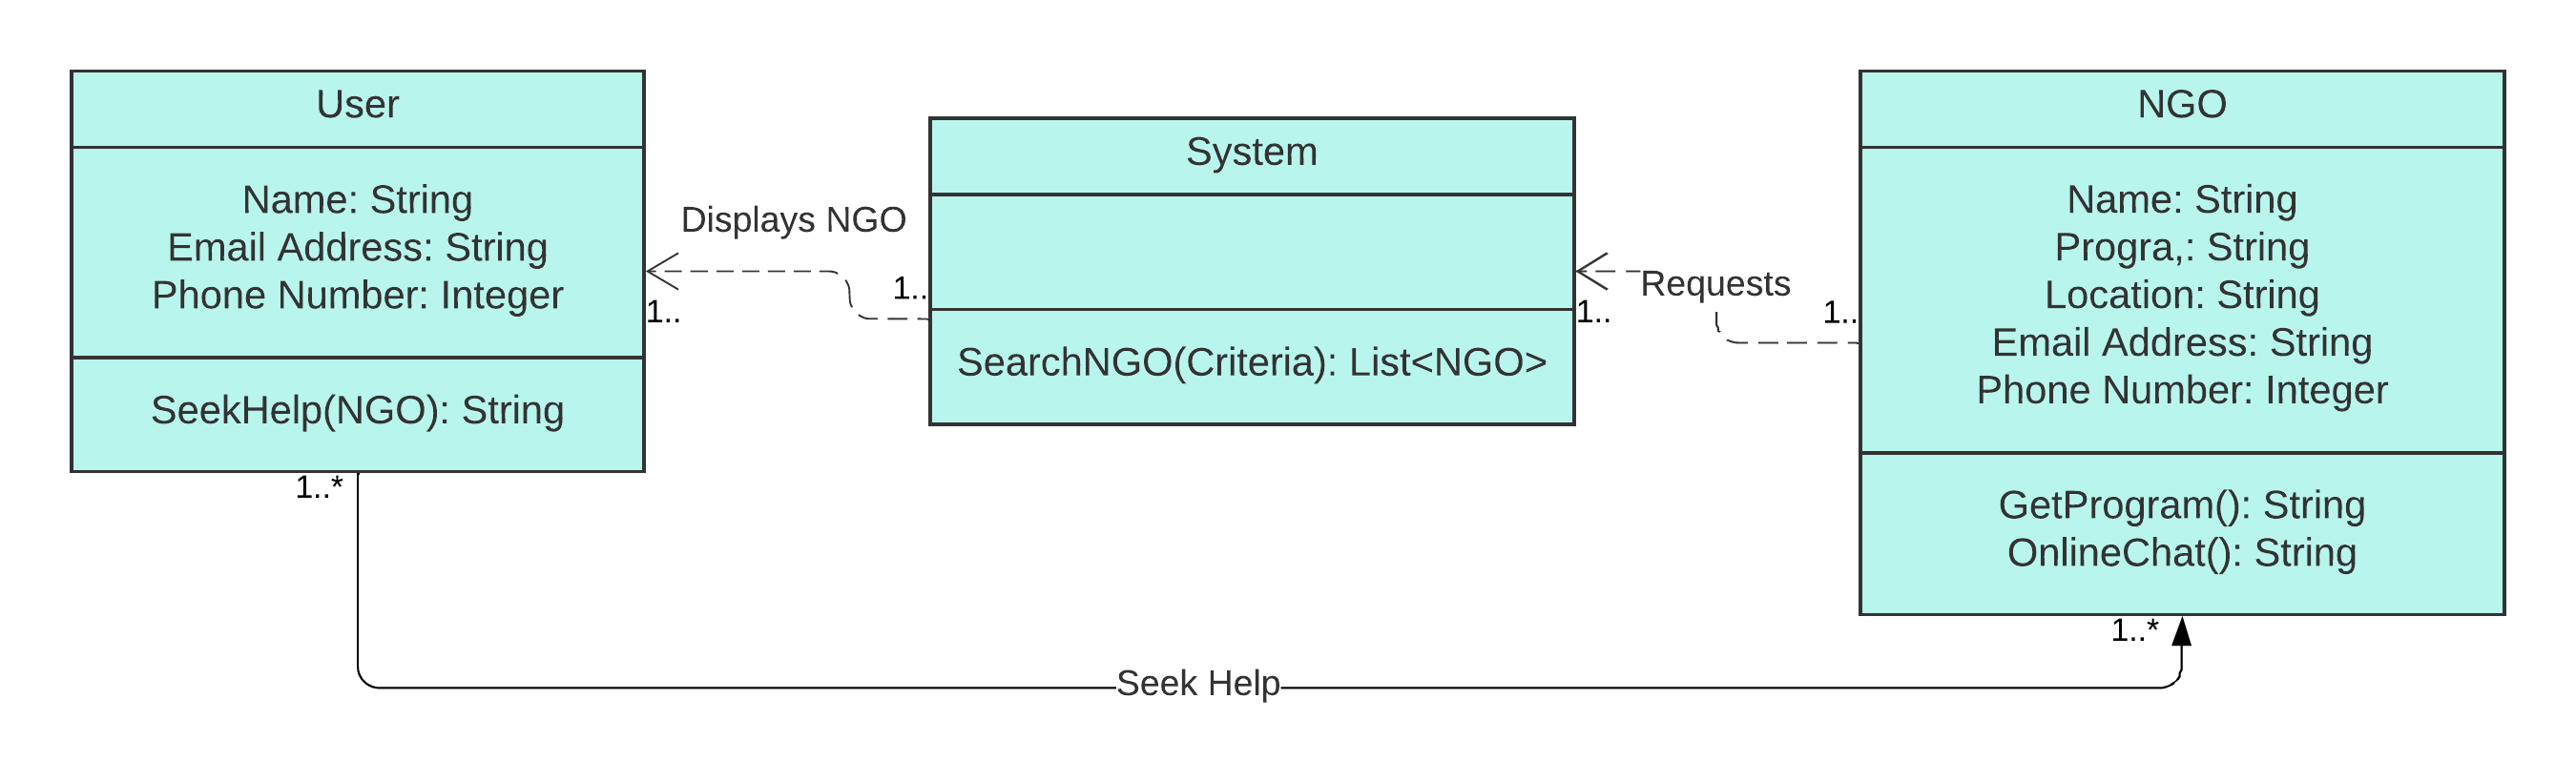 User
Name: String
Email Address: String
Phone Number: Integer
SeekHelp(NGO): String
1..*
Displays NGO
1..
1..
System
SearchNGO(Criteria): List<NGO>
Requests
1..
1..
NGO
Name: String
Progra,: String
Location: String
Email Address: String
Phone Number: Integer
GetProgram(): String
OnlineChat(): String
1..*
Seek Help